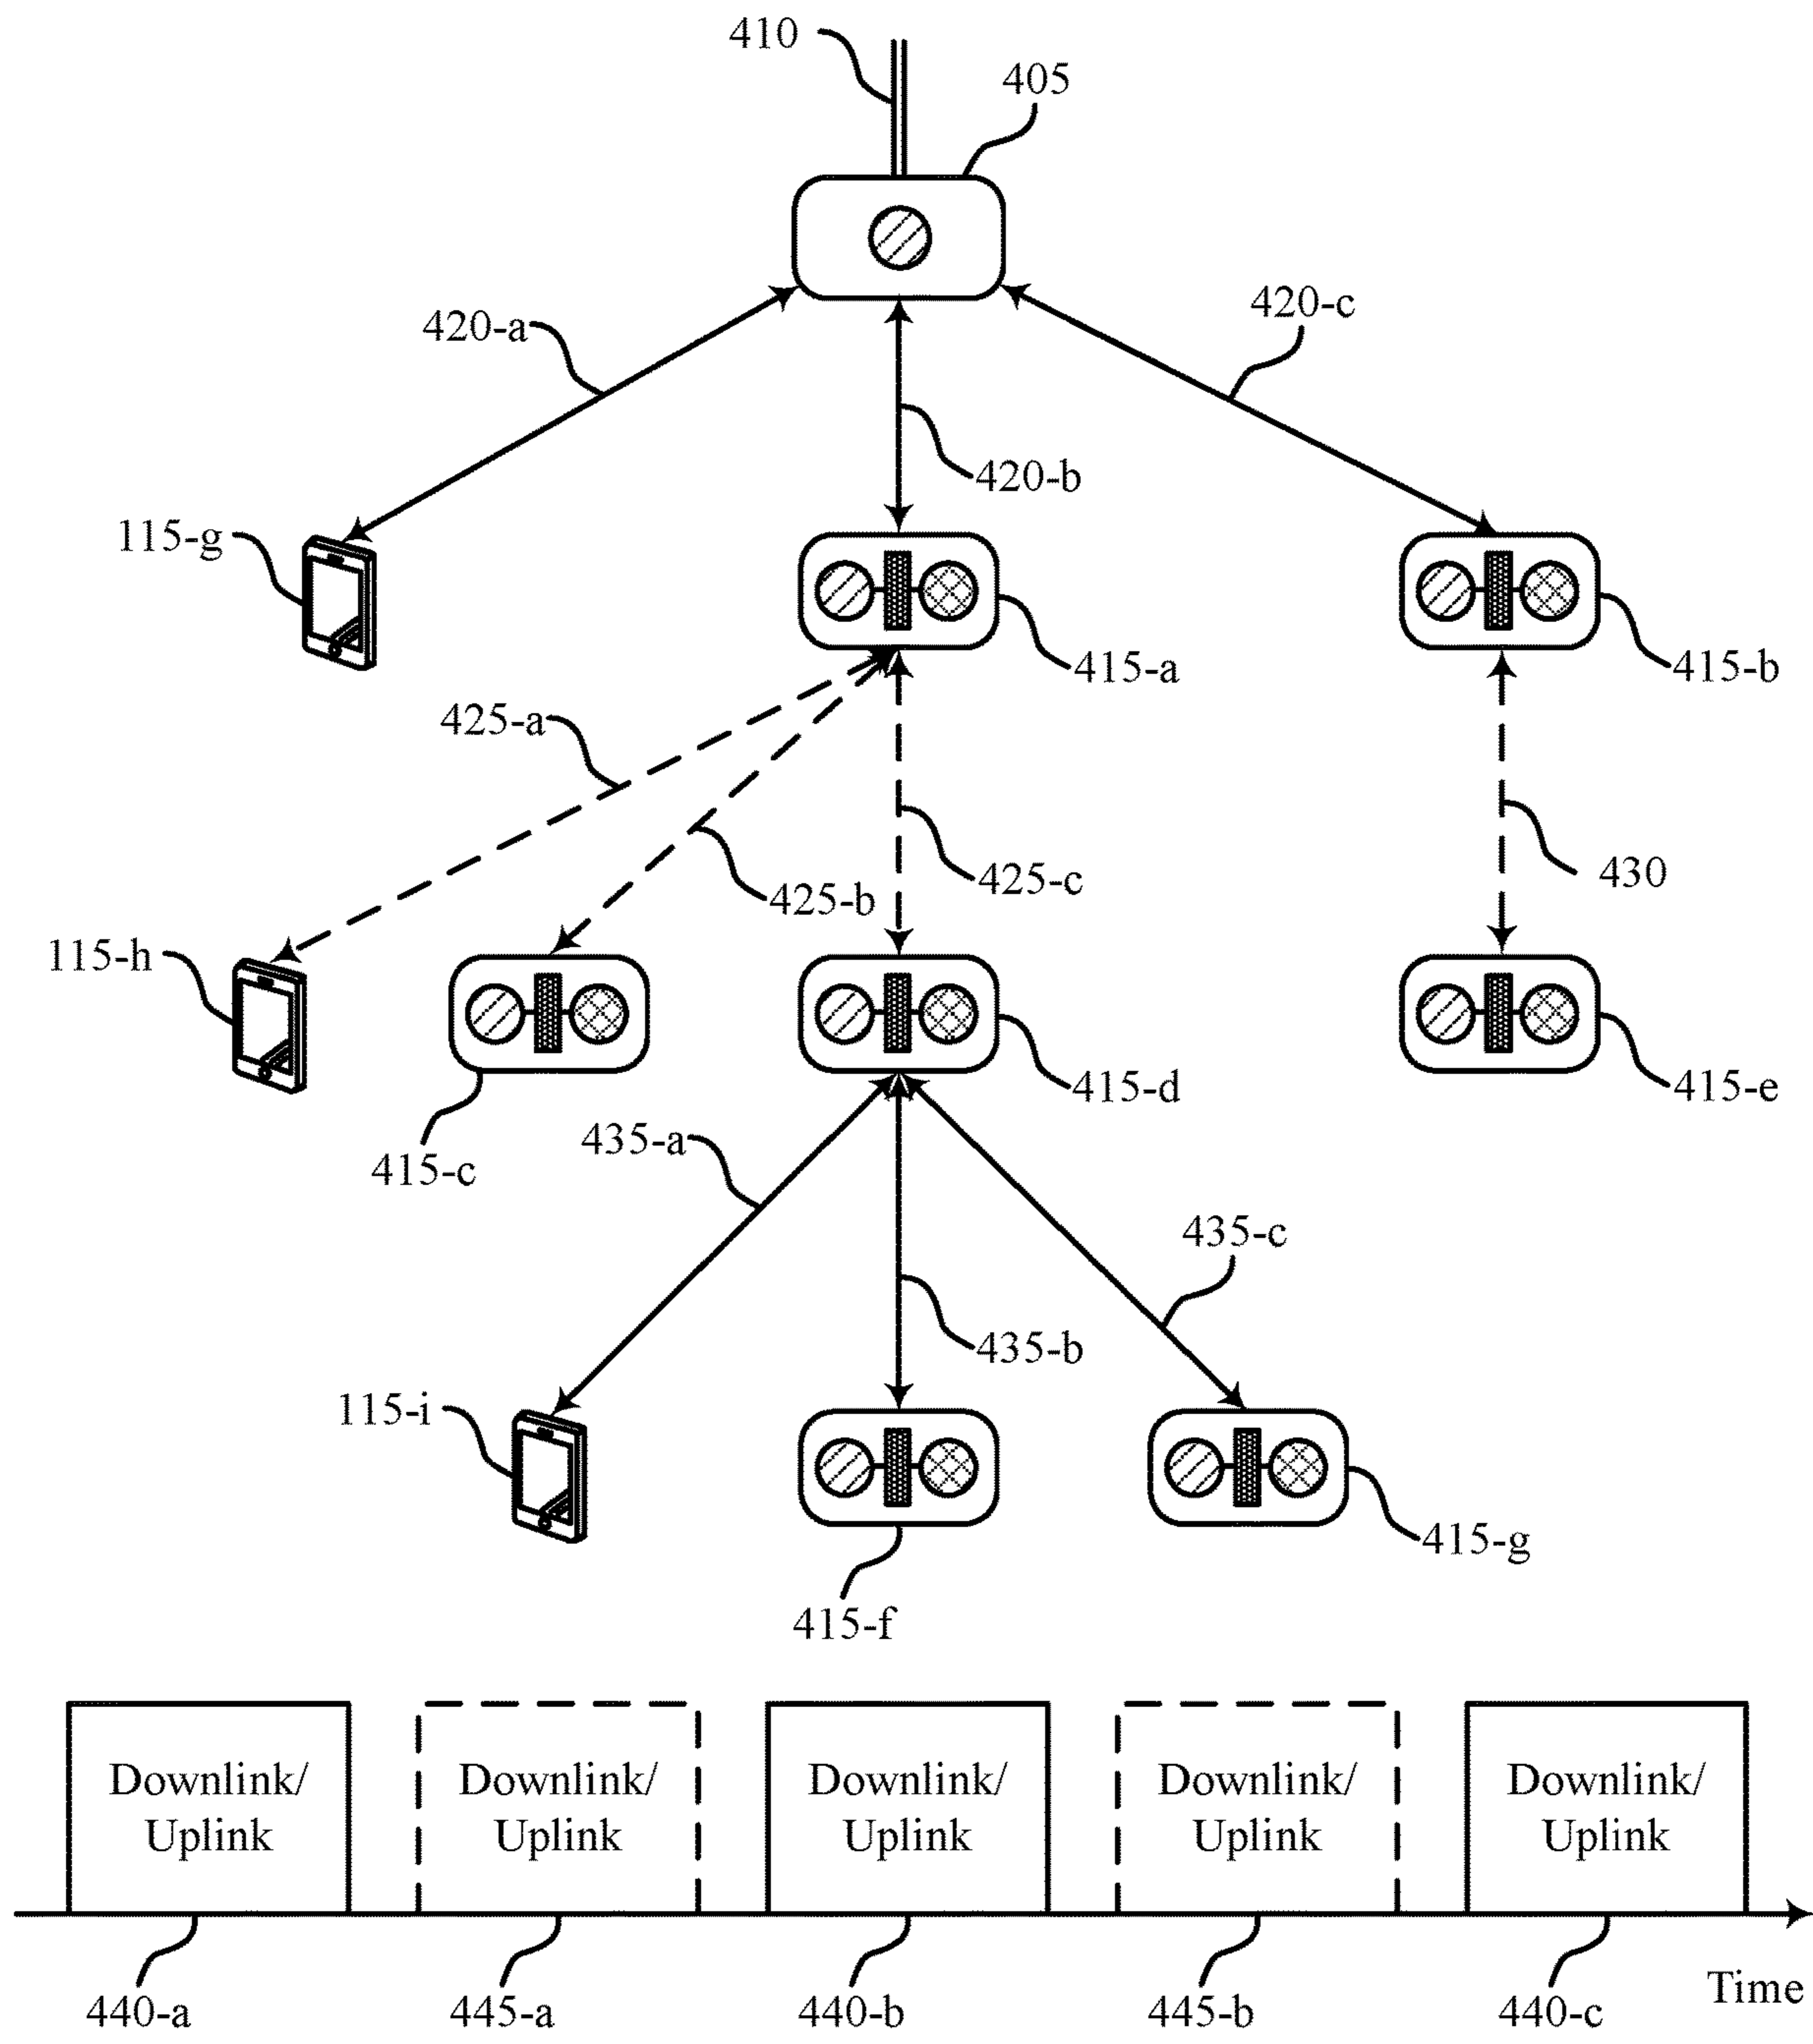 410
405
420-a
420-c
420-b
115-g
415-a
415-b
425-a
425-b
425-c
430
115-h
415-c
415-d
415-e
435-a
435-c
435-b
115-i
415-g
415-f
Downlink/
Uplink
Downlink/
Uplink
Downlink/
Uplink
Downlink/
Uplink
Downlink/
Uplink
Time
440-a
445-a
440-b
445-b
440-c